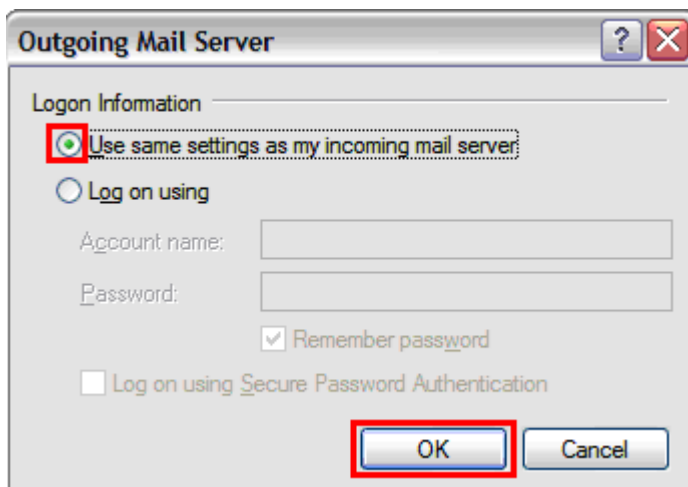 Outgoing Mail Server
Logon Information
Use same settings as my incoming mail server
Log on using
Account name:
Password:
Remember password
Log on using Secure Password Authentication
OK Cancel